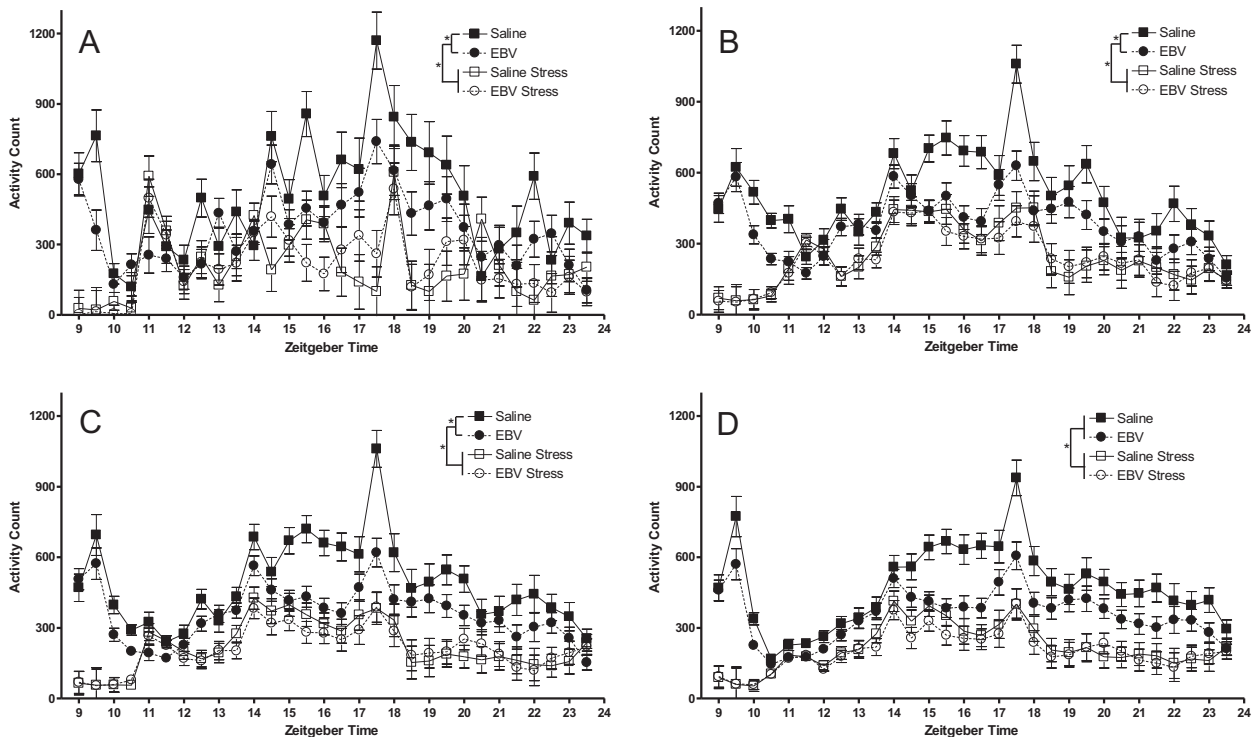 A
*
*
Saline
EBV
Saline Stress
EBV Stress
Activity Count
1200
900
600
300
0
9 10 11 12 13 14 15 16 17 18 19 20 21 22 23 24
Zeitgeber Time
B
*
*
Saline
EBV
Saline Stress
EBV Stress
Activity Count
1200
900
600
300
0
9 10 11 12 13 14 15 16 17 18 19 20 21 22 23 24
Zeitgeber Time
C
*
*
Saline
EBV
Saline Stress
EBV Stress
Activity Count
1200
900
600
300
0
9 10 11 12 13 14 15 16 17 18 19 20 21 22 23 24
Zeitgeber Time
D
*
Saline
EBV
Saline Stress
EBV Stress
Activity Count
1200
900
600
300
0
9 10 11 12 13 14 15 16 17 18 19 20 21 22 23 24
Zeitgeber Time